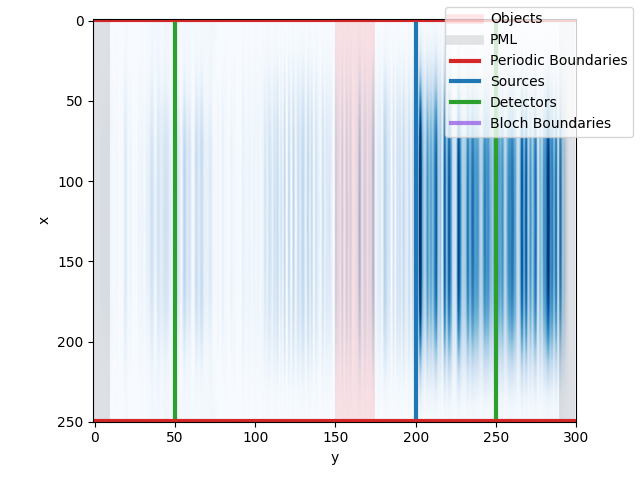 Objects
PML
Periodic Boundaries
Sources
Detectors
Bloch Boundaries
0
50
100
150
200
250
x
0
50
100
150
200
250
300
y